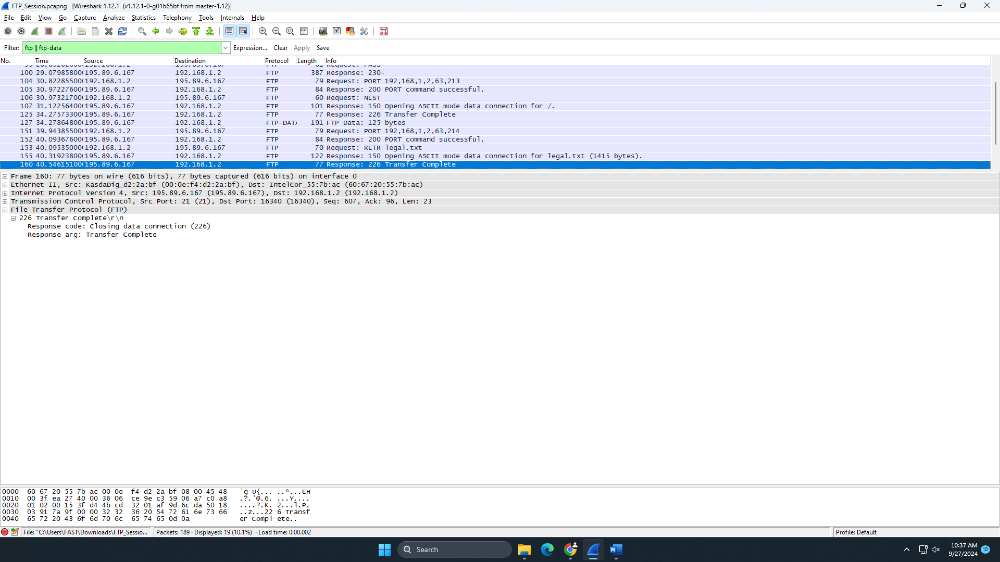 FTP_Session.pcapng [Wireshark 1.12.1 (v1.12.1-0-g01b65bf from master-1.12)]
File Edit View Go Capture Analyze Statistics Telephony Tools Internals Help
Filter: ftp || ftp-data Expression... Clear Apply Save
No. Time Source Destination Protocol Length Info
100 29.079858000 195.89.6.167 192.168.1.2 FTP 387 Response: 230-
104 30.822855000 192.168.1.2 195.89.6.167 FTP 79 Request: PORT 192,168,1,2,63,213
105 30.972276000 195.89.6.167 192.168.1.2 FTP 84 Response: 200 PORT command successful.
106 30.973217000 192.168.1.2 195.89.6.167 FTP 60 Request: NLST
107 31.122564000 195.89.6.167 192.168.1.2 FTP 101 Response: 150 Opening ASCII mode data connection for /.
125 34.275733000 195.89.6.167 192.168.1.2 FTP 77 Response: 226 Transfer Complete
127 34.278648000 195.89.6.167 192.168.1.2 FTP-DATA 191 FTP Data: 125 bytes
151 39.943855000 192.168.1.2 195.89.6.167 FTP 79 Request: PORT 192,168,1,2,63,214
152 40.093676000 195.89.6.167 192.168.1.2 FTP 84 Response: 200 PORT command successful.
153 40.095350000 192.168.1.2 195.89.6.167 FTP 70 Request: RETR legal.txt
155 40.319238000 195.89.6.167 192.168.1.2 FTP 122 Response: 150 Opening ASCII mode data connection for legal.txt (1415 bytes).
160 40.546151000 195.89.6.167 192.168.1.2 FTP 77 Response: 226 Transfer Complete
Frame 160: 77 bytes on wire (616 bits), 77 bytes captured (616 bits) on interface 0
Ethernet II, Src: KasdaDig_d2:2a:bf (00:0e:f4:d2:2a:bf), Dst: IntelCor_55:7b:ac (60:67:20:55:7b:ac)
Internet Protocol Version 4, Src: 195.89.6.167 (195.89.6.167), Dst: 192.168.1.2 (192.168.1.2)
Transmission Control Protocol, Src Port: 21 (21), Dst Port: 16340 (16340), Seq: 607, Ack: 96, Len: 23
File Transfer Protocol (FTP)
226 Transfer Complete\r\n
Response code: Closing data connection (226)
Response arg: Transfer Complete
0000 60 67 20 55 7b ac 00 0e f4 d2 2a bf 08 00 45 48 `g U{... ..*...EH
0010 00 3f ea 27 40 00 36 06 ce 9e c3 59 06 a7 c0 a8 .?.'@.6. ...Y....
0020 01 02 00 15 3f d4 4b cd 32 01 af 9d 6c da 50 18 ....?.K. 2...l.P.
0030 03 91 7a 9f 00 00 32 32 36 20 54 72 61 6e 73 66 ..z...22 6 Transf
0040 65 72 20 43 6f 6d 70 6c 65 74 65 0d 0a er Compl ete..
File: "C:\Users\FAST\Downloads\FTP_Sessio... Packets: 189 · Displayed: 19 (10.1%) · Load time: 0:00.002 Profile: Default
Search
10:37 AM
9/27/2024 10